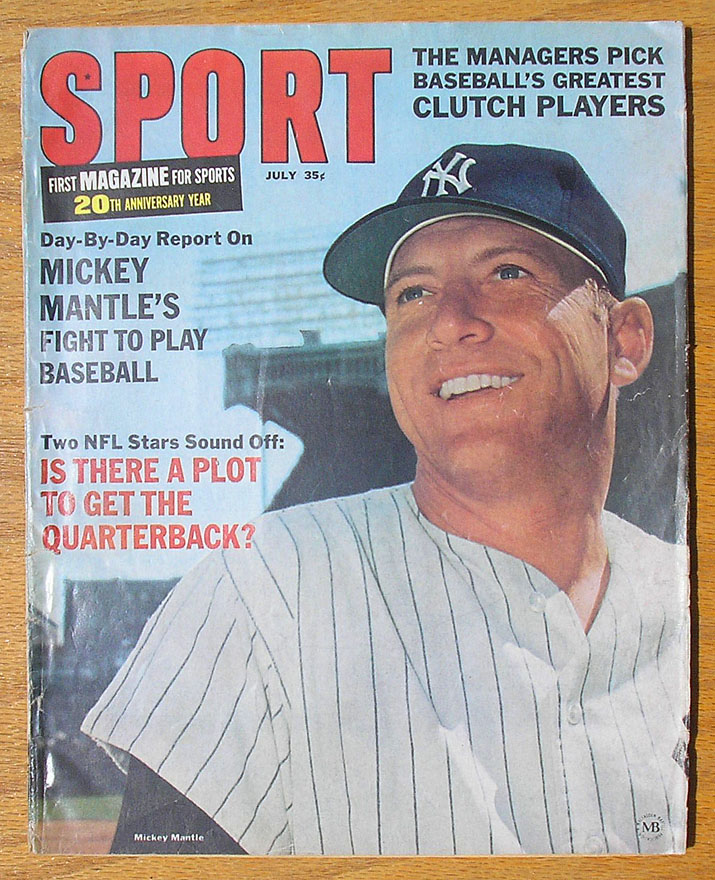 SPORT
FIRST MAGAZINE FOR SPORTS
20TH ANNIVERSARY YEAR
JULY 35¢
THE MANAGERS PICK
BASEBALL'S GREATEST
CLUTCH PLAYERS
NY
Day-By-Day Report On
MICKEY
MANTLE'S
FIGHT TO PLAY
BASEBALL
Two NFL Stars Sound Off:
IS THERE A PLOT
TO GET THE
QUARTERBACK?
Mickey Mantle
MB